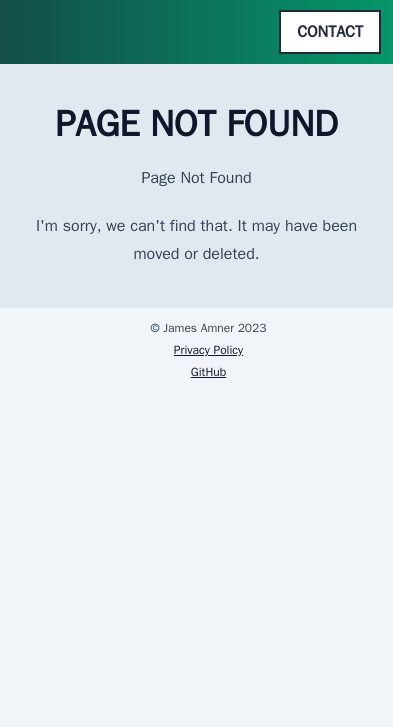 CONTACT
PAGE NOT FOUND
Page Not Found
I'm sorry, we can't find that. It may have been
moved or deleted.
© James Amner 2023
Privacy Policy
GitHub